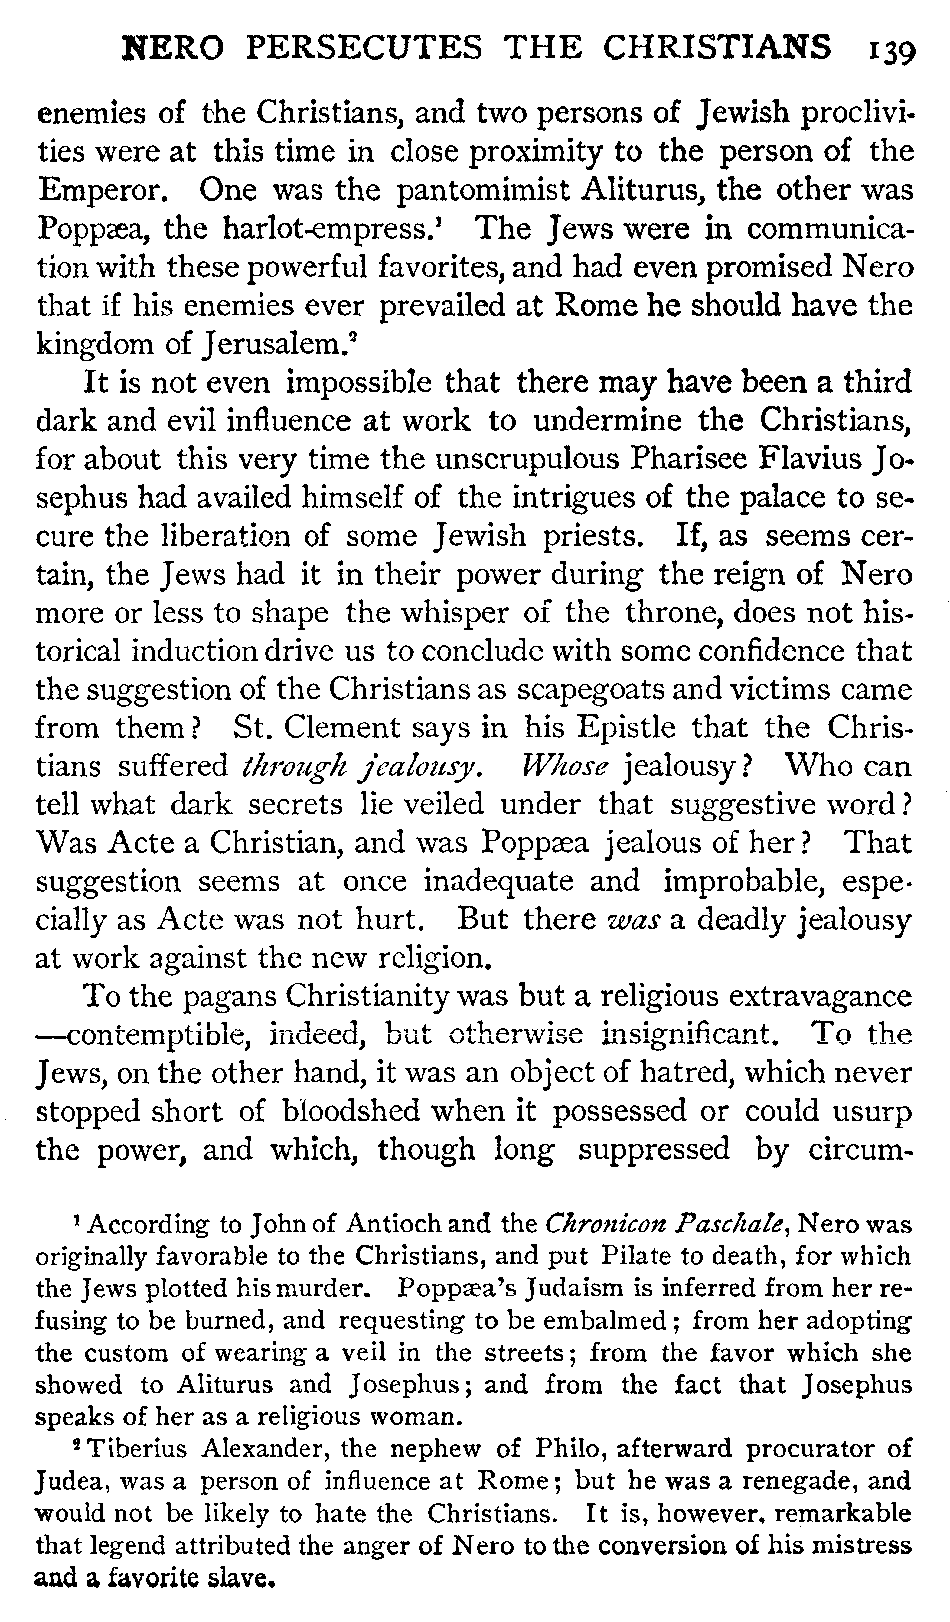 NERO PERSECUTES THE CHRISTIANS 139
enemies of the Christians, and two persons of Jewish proclivi-
ties were at this time in close proximity to the person of the
Emperor. One was the pantomimist Aliturus, the other was
Poppæa, the harlot-empress.¹ The Jews were in communica-
tion with these powerful favorites, and had even promised Nero
that if his enemies ever prevailed at Rome he should have the
kingdom of Jerusalem.²
It is not even impossible that there may have been a third
dark and evil influence at work to undermine the Christians,
for about this very time the unscrupulous Pharisee Flavius Jo-
sephus had availed himself of the intrigues of the palace to se-
cure the liberation of some Jewish priests. If, as seems cer-
tain, the Jews had it in their power during the reign of Nero
more or less to shape the whisper of the throne, does not his-
torical induction drive us to conclude with some confidence that
the suggestion of the Christians as scapegoats and victims came
from them? St. Clement says in his Epistle that the Chris-
tians suffered through jealousy. Whose jealousy? Who can
tell what dark secrets lie veiled under that suggestive word?
Was Acte a Christian, and was Poppæa jealous of her? That
suggestion seems at once inadequate and improbable, espe-
cially as Acte was not hurt. But there was a deadly jealousy
at work against the new religion.
To the pagans Christianity was but a religious extravagance
—contemptible, indeed, but otherwise insignificant. To the
Jews, on the other hand, it was an object of hatred, which never
stopped short of bloodshed when it possessed or could usurp
the power, and which, though long suppressed by circum-
¹ According to John of Antioch and the Chronicon Paschale, Nero was
originally favorable to the Christians, and put Pilate to death, for which
the Jews plotted his murder. Poppæa's Judaism is inferred from her re-
fusing to be burned, and requesting to be embalmed; from her adopting
the custom of wearing a veil in the streets; from the favor which she
showed to Aliturus and Josephus; and from the fact that Josephus
speaks of her as a religious woman.
² Tiberius Alexander, the nephew of Philo, afterward procurator of
Judea, was a person of influence at Rome; but he was a renegade, and
would not be likely to hate the Christians. It is, however, remarkable
that legend attributed the anger of Nero to the conversion of his mistress
and a favorite slave.